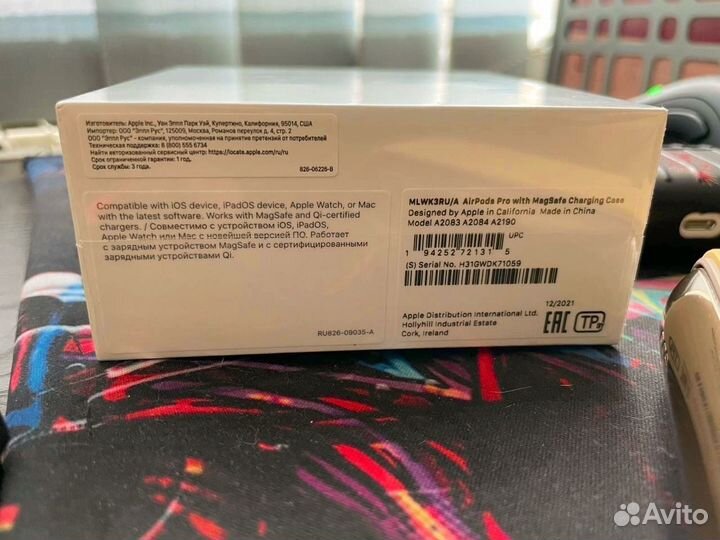 Изготовитель: Apple Inc., Уан Эппл Парк Уэй, Купертино, Калифорния, 95014, США
Импортер: ООО "Эппл Рус", 125009, Москва, Романов переулок д. 4, стр. 2
ООО "Эппл Рус" - компания, уполномоченная на принятие претензий от потребителей
Техническая поддержка: 8 (800) 555 6734
Найти авторизованный сервисный центр: https://locate.apple.com/ru/ru
Срок ограниченной гарантии: 1 год.
Срок службы: 3 года.
826-06226-B
Compatible with iOS device, iPadOS device, Apple Watch, or Mac
with the latest software. Works with MagSafe and Qi-certified
chargers. / Совместимо с устройством iOS, iPadOS,
Apple Watch или Mac с новейшей версией ПО. Работает
с зарядным устройством MagSafe и с сертифицированными
зарядными устройствами Qi.
RU826-09035-A
MLWK3RU/A AirPods Pro with MagSafe Charging Case
Designed by Apple in California Made in China
Model A2083 A2084 A2190
UPC
1 94252 72131 5
(S) Serial No. H31GWDK71059
12/2021
Apple Distribution International Ltd.
Hollyhill Industrial Estate
Cork, Ireland
EAC TP
Avito